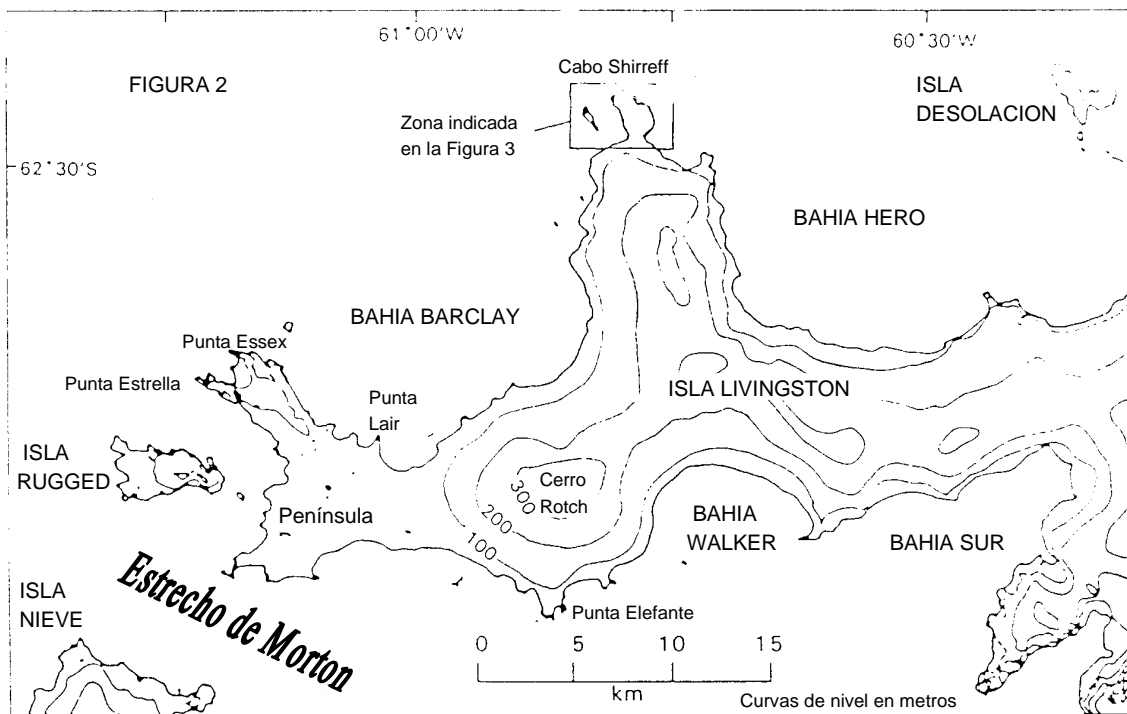 61°00'W
60°30'W
FIGURA 2
Cabo Shirreff
ISLA
DESOLACION
Zona indicada
en la Figura 3
62°30'S
BAHIA HERO
BAHIA BARCLAY
Punta Essex
Punta Estrella
Punta
Lair
ISLA LIVINGSTON
ISLA
RUGGED
Cerro
Rotch
300
200
100
Península
BAHIA
WALKER
BAHIA SUR
Estrecho de Morton
ISLA
NIEVE
Punta Elefante
0 5 10 15
km
Curvas de nivel en metros